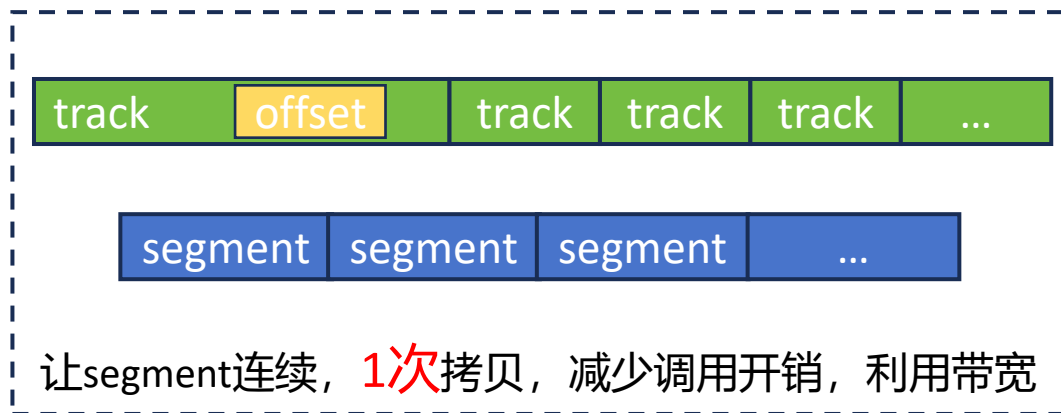 track offset track track track ...
segment segment segment ...
让segment连续，1次拷贝，减少调用开销，利用带宽